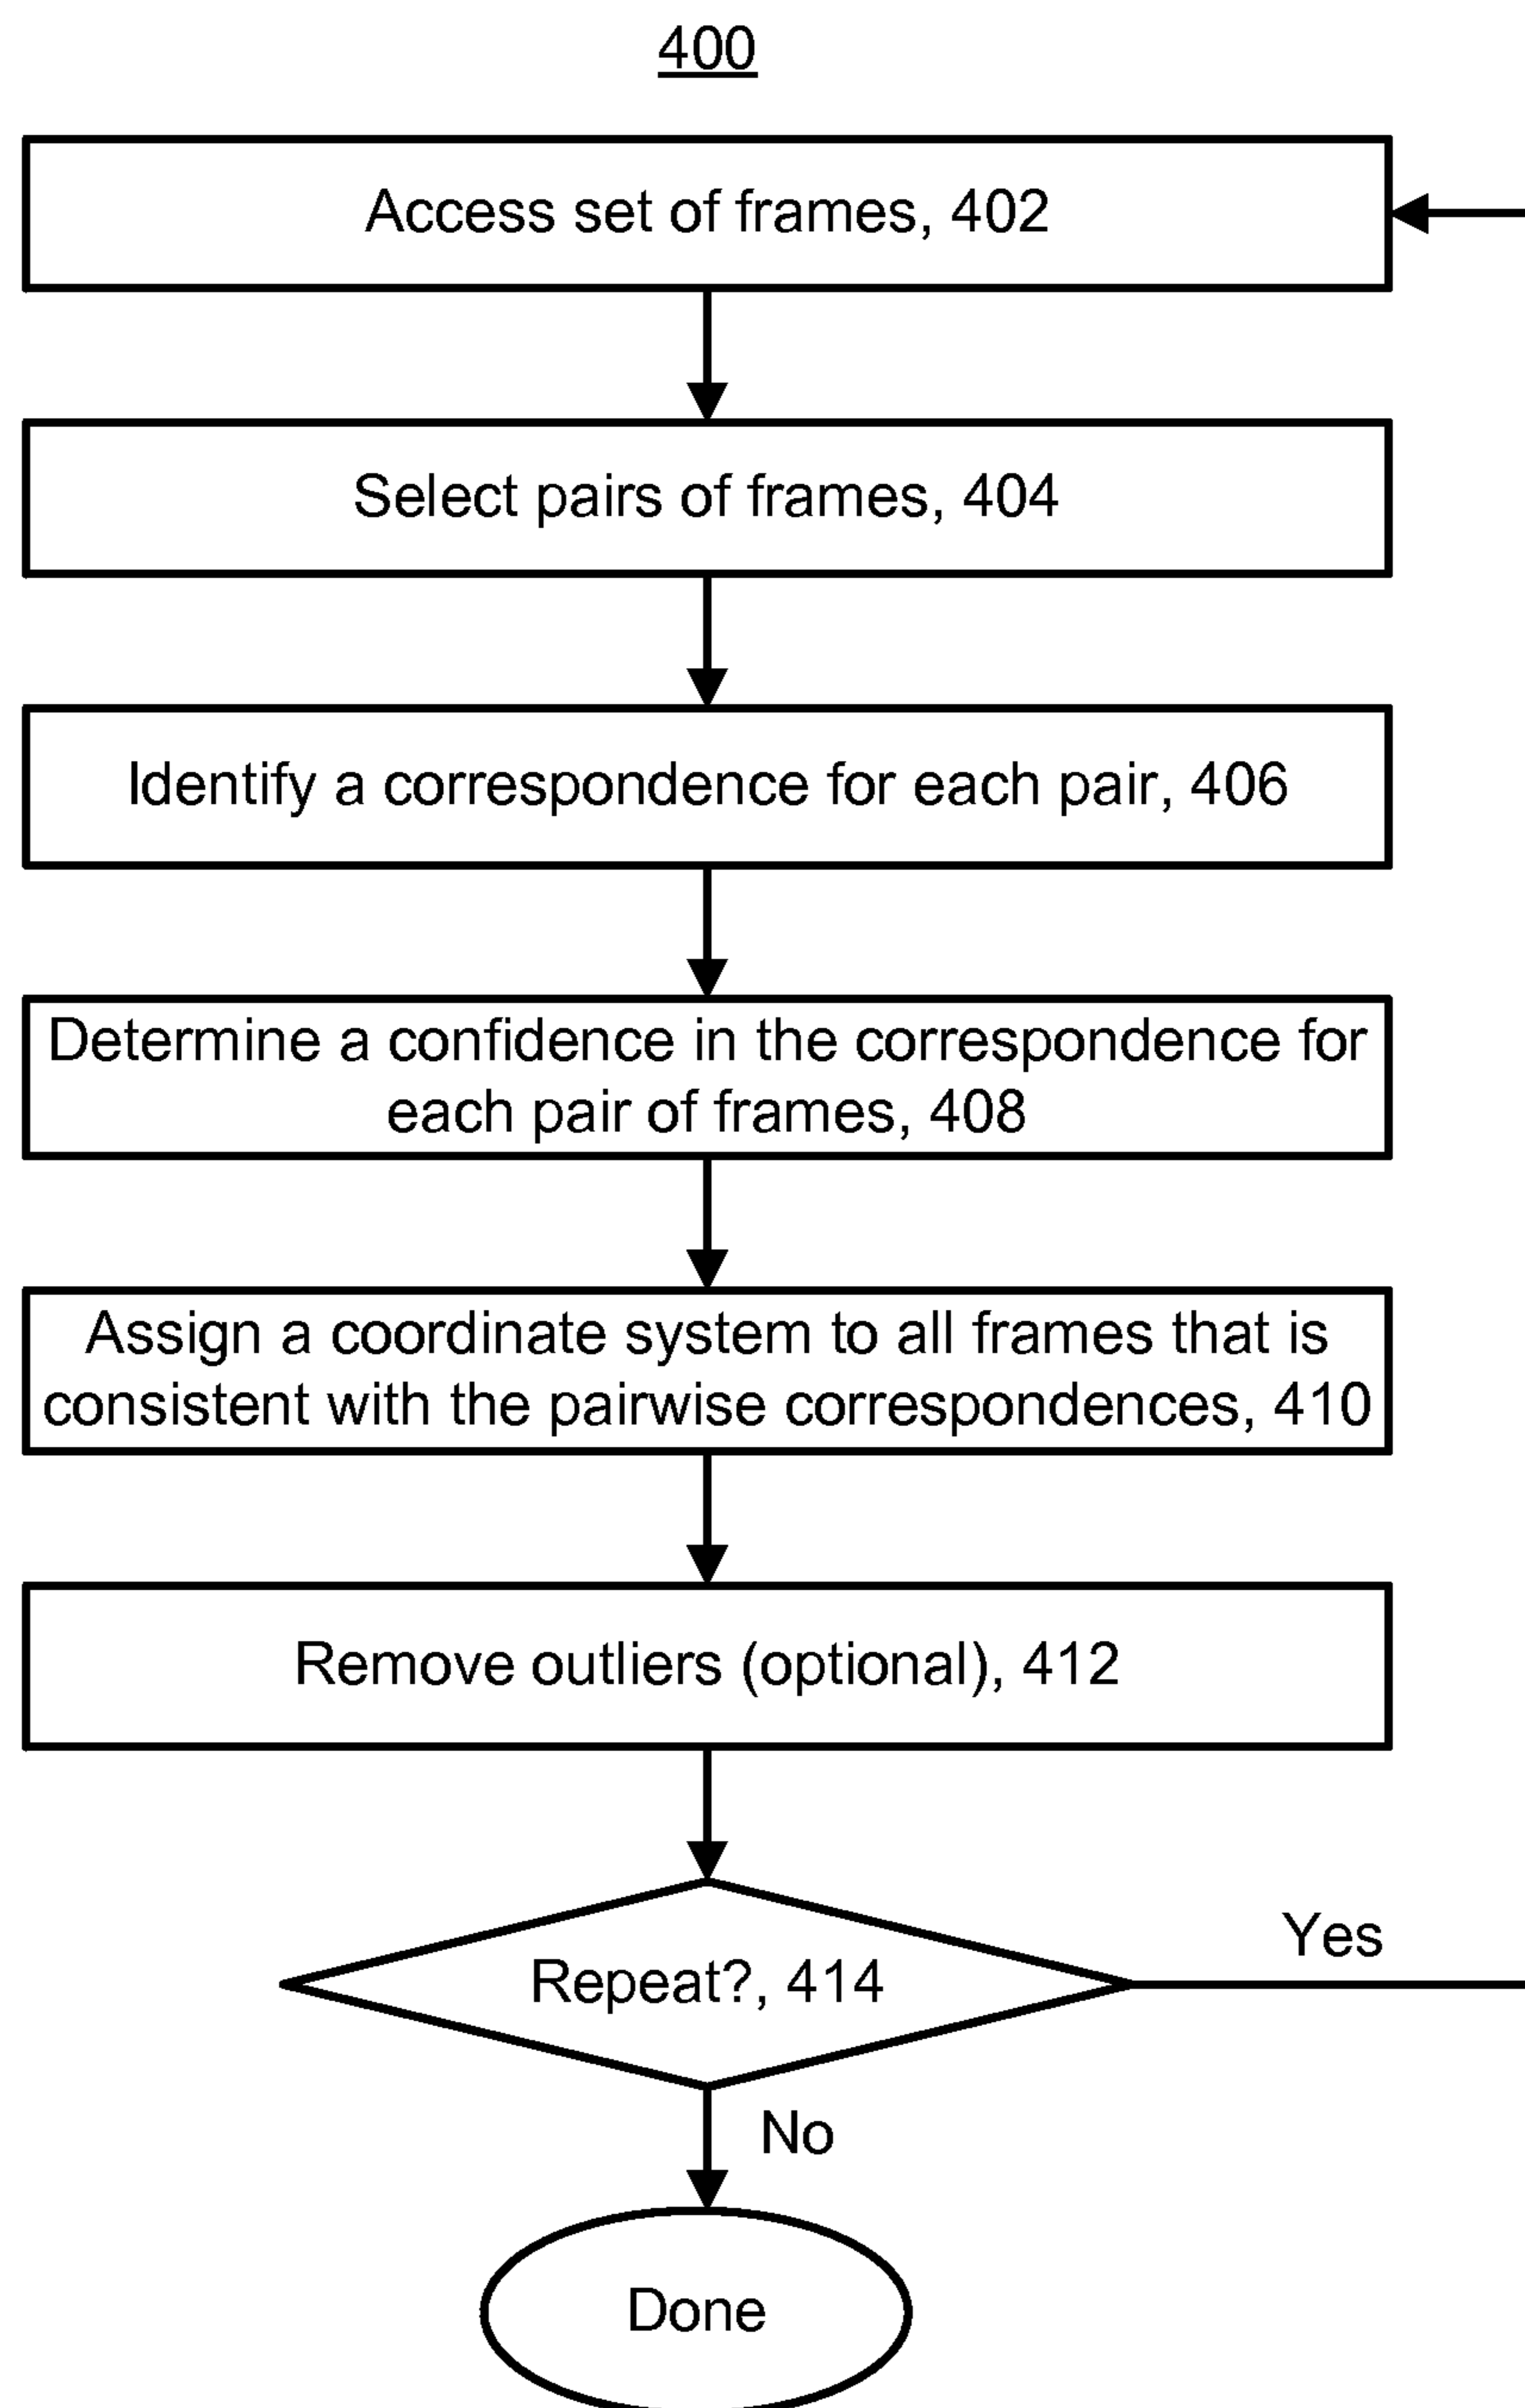 400
Access set of frames, 402
Select pairs of frames, 404
Identify a correspondence for each pair, 406
Determine a confidence in the correspondence for
each pair of frames, 408
Assign a coordinate system to all frames that is
consistent with the pairwise correspondences, 410
Remove outliers (optional), 412
Repeat?, 414
Yes
No
Done